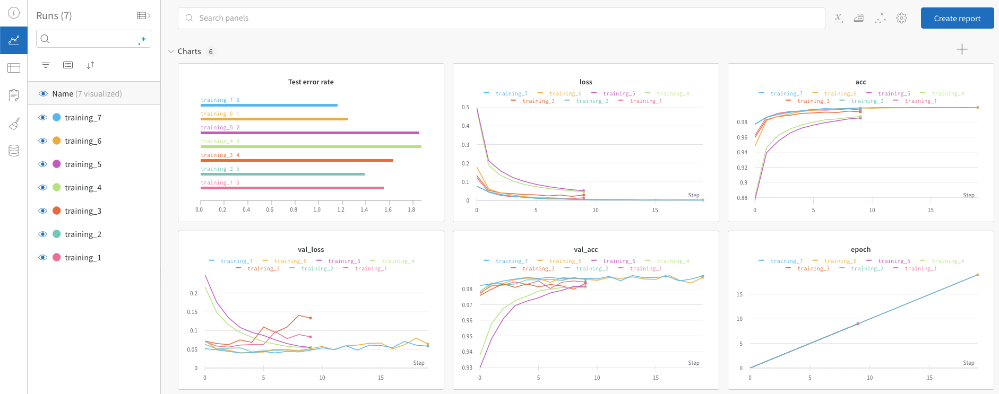 Runs (7)
.*
Name (7 visualized)
training_7
training_6
training_5
training_4
training_3
training_2
training_1
Search panels
x
Create report
Charts 6
Test error rate
training_7 0
training_6 1
training_5 2
training_4 3
training_3 4
training_2 5
training_1 6
0.0 0.2 0.4 0.6 0.8 1.0 1.2 1.4 1.6 1.8
loss
training_7 training_6 training_5 training_4
training_3 training_2 training_1
0.5
0.4
0.3
0.2
0.1
0
Step
0 5 10 15
acc
training_7 training_6 training_5 training_4
training_3 training_2 training_1
0.98
0.96
0.94
0.92
0.9
0.88
Step
0 5 10 15
val_loss
training_7 training_6 training_5 training_4
training_3 training_2 training_1
0.2
0.15
0.1
0.05
0
Step
0 5 10 15
val_acc
training_7 training_6 training_5 training_4
training_3 training_2 training_1
0.98
0.97
0.96
0.95
0.94
0.93
Step
0 5 10 15
epoch
training_7 training_6 training_5 training_4
training_3 training_2 training_1
15
10
5
0
Step
0 5 10 15